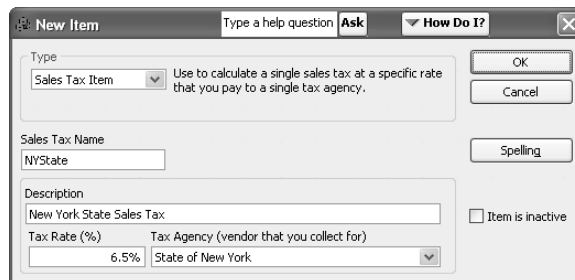 New Item
Type a help question Ask
How Do I?
Type
Sales Tax Item
Use to calculate a single sales tax at a specific rate
that you pay to a single tax agency.
OK
Cancel
Sales Tax Name
NYState
Spelling
Description
New York State Sales Tax
Item is inactive
Tax Rate (%) Tax Agency (vendor that you collect for)
6.5% State of New York